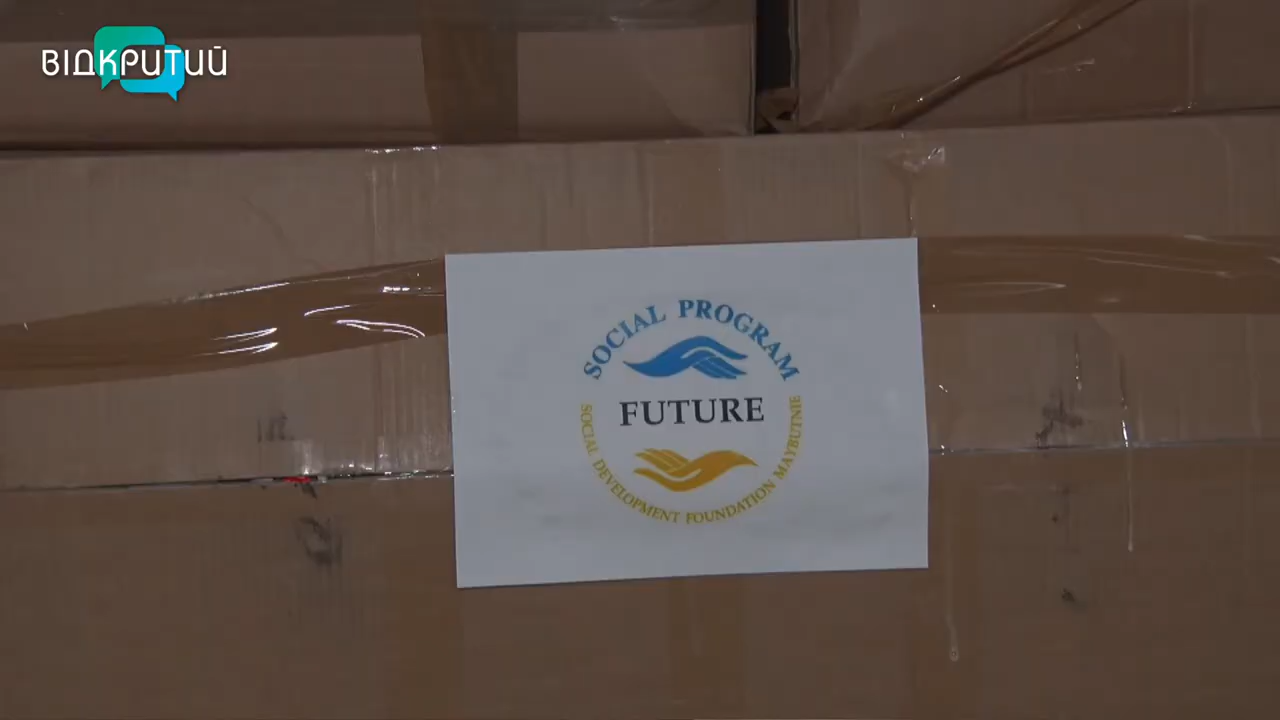 ВІДКРИТИЙ
SOCIAL PROGRAM
FUTURE
SOCIAL DEVELOPMENT FOUNDATION MAYBUTNIE